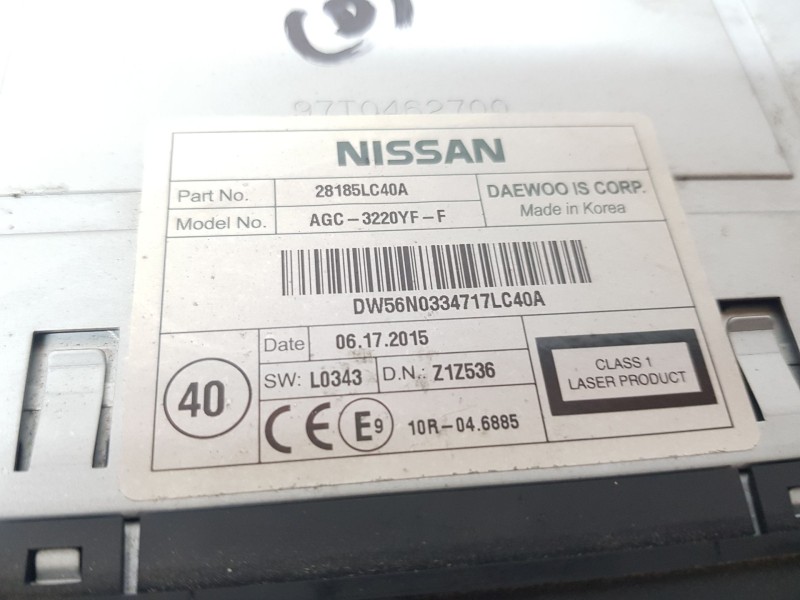 97T0462700
NISSAN
Part No. 28185LC40A DAEWOO IS CORP.
Model No. AGC-3220YF-F Made in Korea
DW56N0334717LC40A
40
Date 06.17.2015
SW: L0343 D.N.: Z1Z536
CE E9 10R-04.6885
CLASS 1
LASER PRODUCT